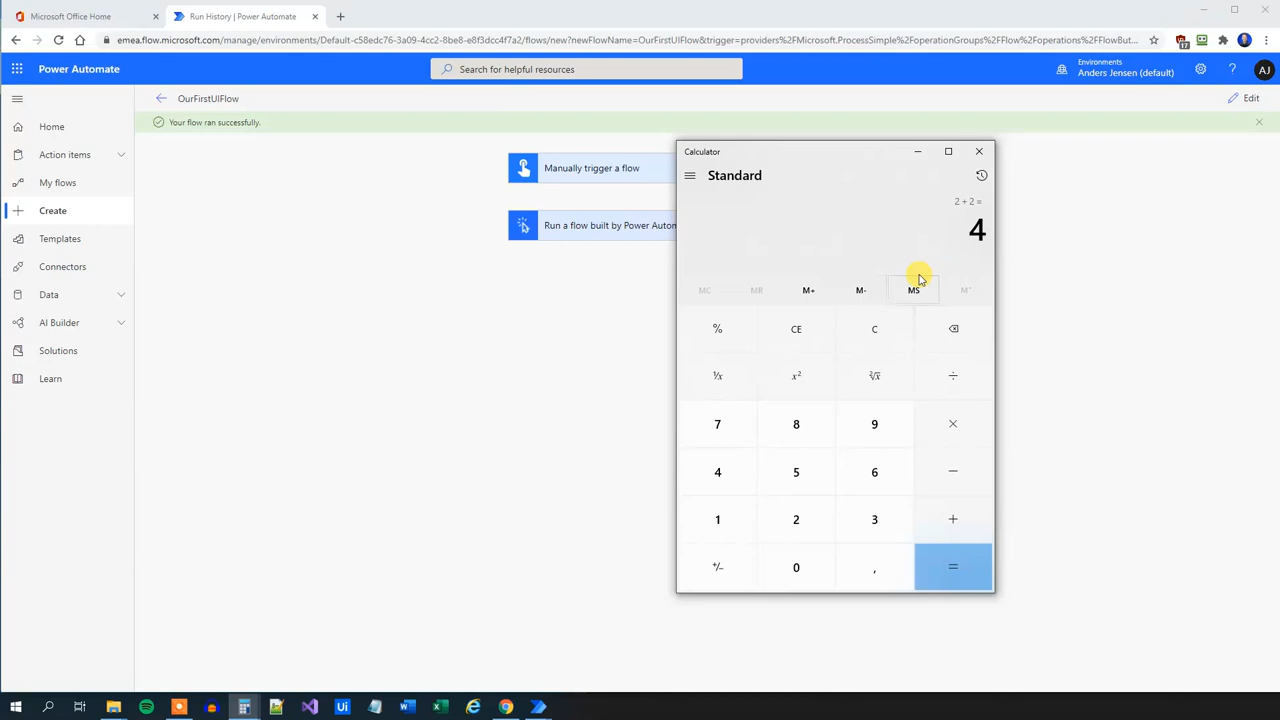 Microsoft Office Home
Run History | Power Automate
emea.flow.microsoft.com/manage/environments/Default-c58edc76-3a09-4cc2-8be8-e8f3dcc4f7a2/flows/new?newFlowName=OurFirstUIFlow&trigger=providers%2FMicrosoft.ProcessSimple%2FoperationGroups%2FFlow%2Foperations%2FFlowBut...
17
Power Automate
Search for helpful resources
Environments
Anders Jensen (default)
AJ
OurFirstUIFlow
Edit
Your flow ran successfully.
Home
Action items
My flows
Create
Templates
Connectors
Data
AI Builder
Solutions
Learn
Manually trigger a flow
Run a flow built by Power Autom
Calculator
Standard
2 + 2 =
4
MC MR M+ M- MS M˅
% CE C
¹/x x² ²√x ÷
7 8 9 ×
4 5 6 −
1 2 3 +
+/− 0 , =
Ui